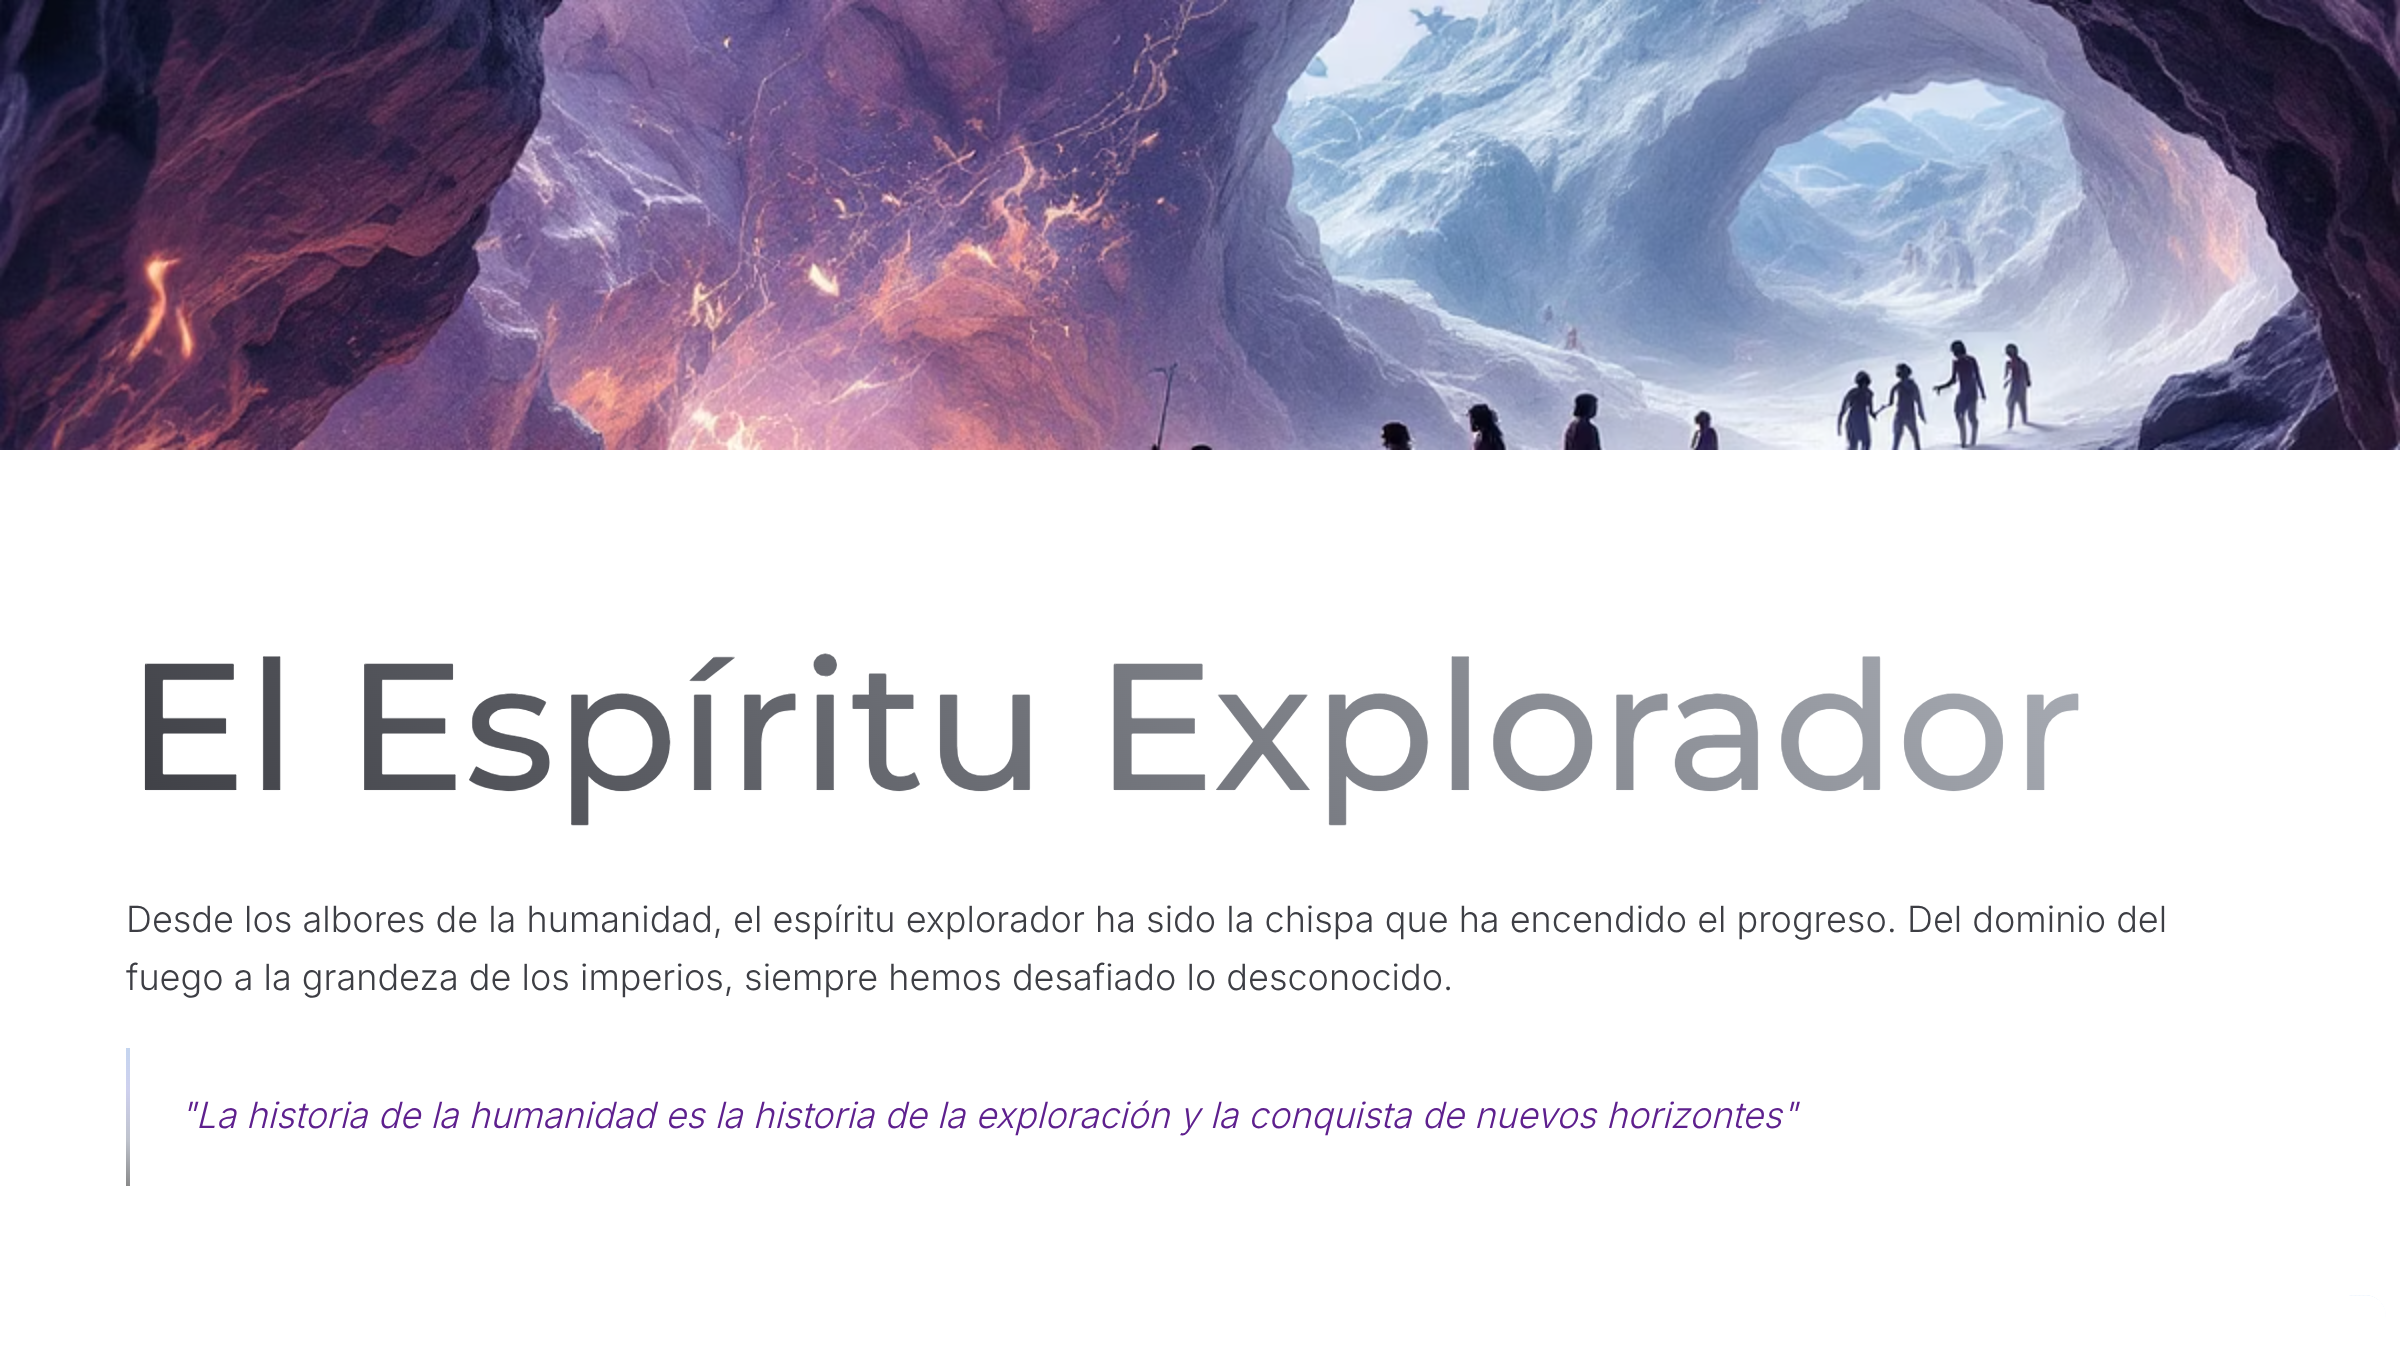 El Espíritu Explorador
Desde los albores de la humanidad, el espíritu explorador ha sido la chispa que ha encendido el progreso. Del dominio del
fuego a la grandeza de los imperios, siempre hemos desafiado lo desconocido.
"La historia de la humanidad es la historia de la exploración y la conquista de nuevos horizontes"